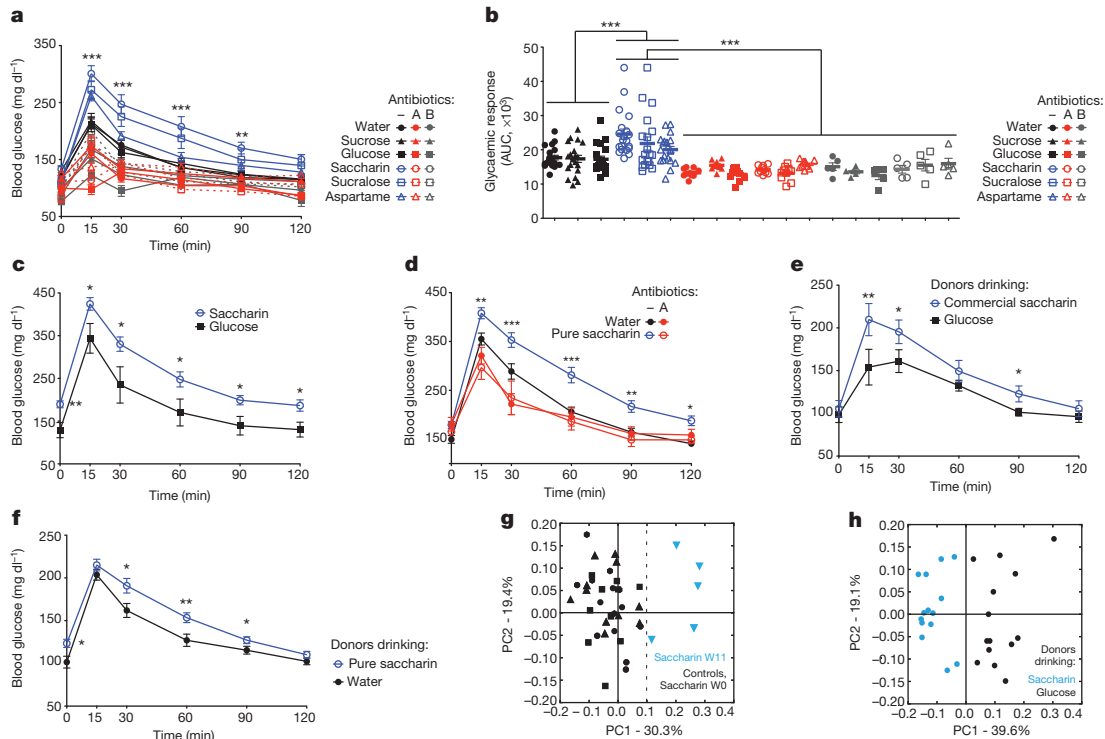 a
Blood glucose (mg dl⁻¹)
350
250
150
50
***
***
***
**
0 15 30 60 90 120
Time (min)
Antibiotics:
– A B
Water
Sucrose
Glucose
Saccharin
Sucralose
Aspartame
b
Glycaemic response
(AUC, ×10³)
50
40
30
20
10
0
***
***
Antibiotics:
– A B
Water
Sucrose
Glucose
Saccharin
Sucralose
Aspartame
c
Blood glucose (mg dl⁻¹)
450
350
250
150
50
**
*
*
*
*
*
Saccharin
Glucose
0 15 30 60 90 120
Time (min)
d
Blood glucose (mg dl⁻¹)
450
350
250
150
**
***
***
**
*
Antibiotics:
– A
Water
Pure saccharin
0 15 30 60 90 120
Time (min)
e
Blood glucose (mg dl⁻¹)
250
200
150
100
50
**
*
*
Donors drinking:
Commercial saccharin
Glucose
0 15 30 60 90 120
Time (min)
f
Blood glucose (mg dl⁻¹)
250
200
150
100
50
*
*
**
*
Donors drinking:
Pure saccharin
Water
0 15 30 60 90 120
Time (min)
g
PC2 - 19.4%
0.20
0.15
0.10
0.05
0.00
−0.05
−0.10
−0.15
−0.20
Saccharin W11
Controls,
Saccharin W0
−0.2 −0.1 0.0 0.1 0.2 0.3 0.4
PC1 - 30.3%
h
PC2 - 19.1%
0.20
0.15
0.10
0.05
0.00
−0.05
−0.10
−0.15
−0.20
Donors
drinking:
Saccharin
Glucose
−0.2 −0.1 0.0 0.1 0.2 0.3 0.4
PC1 - 39.6%